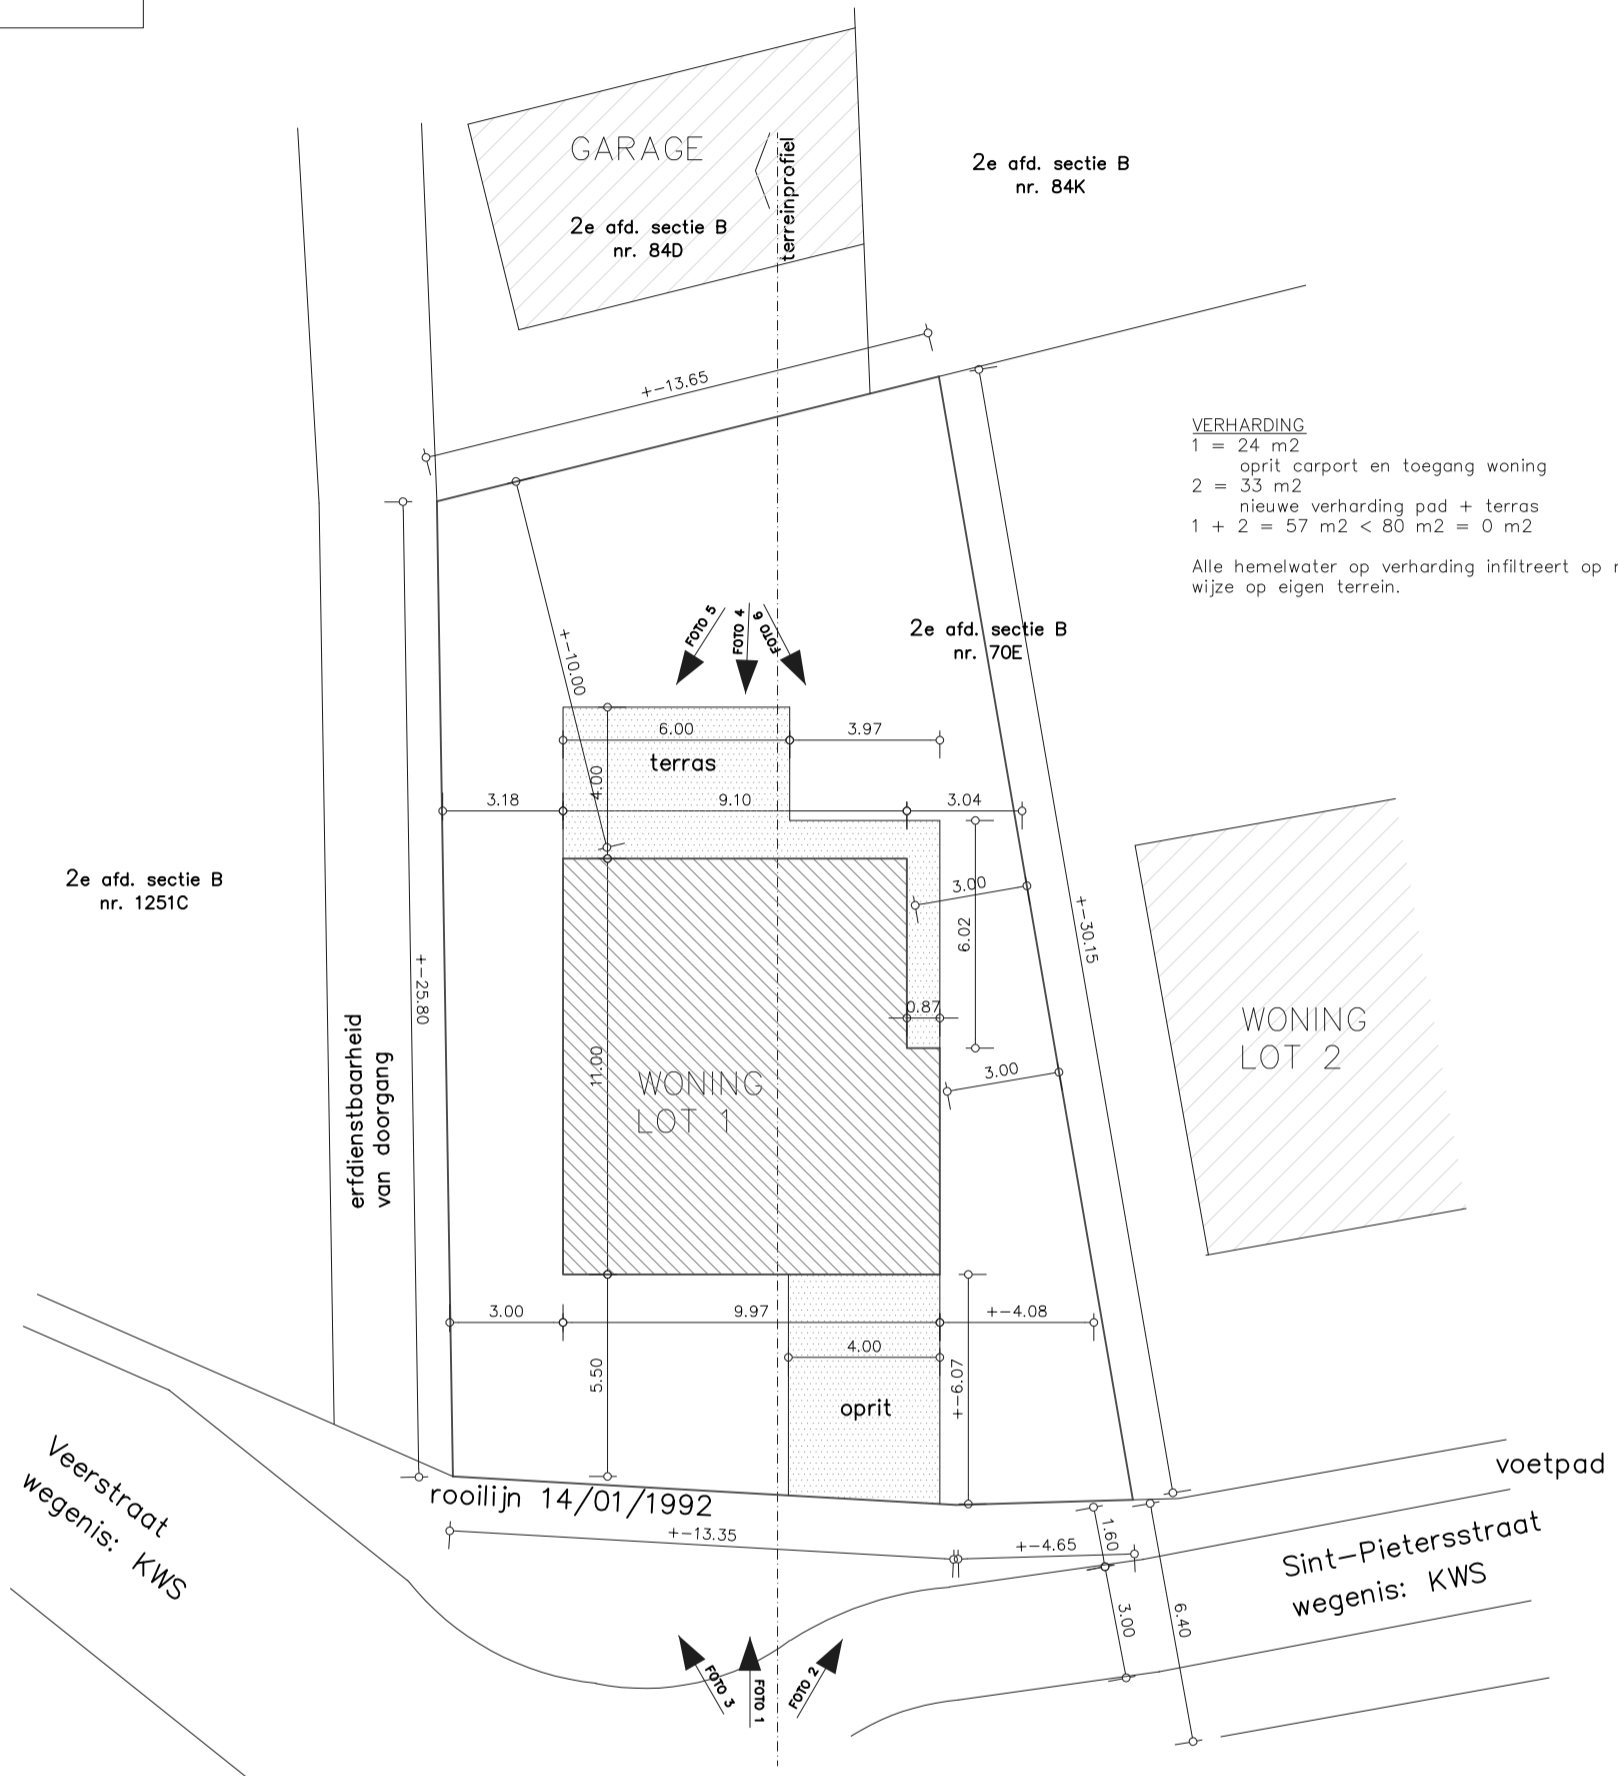 GARAGE
2e afd. sectie B
nr. 84D
terreinprofiel
2e afd. sectie B
nr. 84K
+-13.65
VERHARDING
1 = 24 m2
oprit carport en toegang woning
2 = 33 m2
nieuwe verharding pad + terras
1 + 2 = 57 m2 < 80 m2 = 0 m2
Alle hemelwater op verharding infiltreert op
wijze op eigen terrein.
FOTO 5
FOTO 4
FOTO 6
2e afd. sectie B
nr. 70E
+-10.00
6.00
3.97
terras
4.00
3.18
9.10
3.04
2e afd. sectie B
nr. 1251C
3.00
6.02
+-30.15
+-25.80
0.87
WONING
LOT 2
erfdienstbaarheid
van doorgang
11.00
WONING
LOT 1
3.00
3.00
9.97
+-4.08
4.00
5.50
+-6.07
oprit
Veerstraat
wegenis: KWS
rooilijn 14/01/1992
voetpad
+-13.35
+-4.65
1.60
Sint-Pietersstraat
wegenis: KWS
3.00
6.40
FOTO 3
FOTO 1
FOTO 2